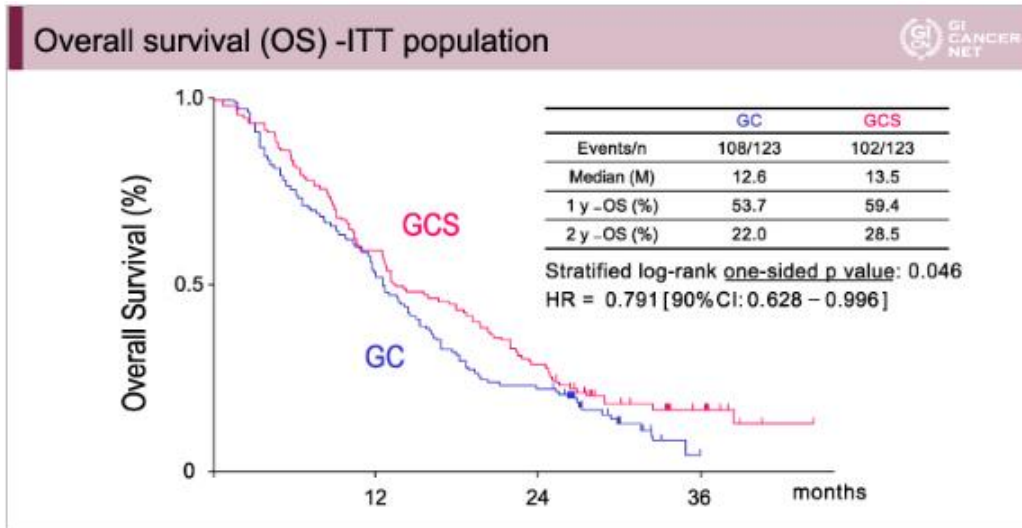 Overall survival (OS) -ITT population
GI CN
GI
CANCER
NET
1.0
0.5
0
12
24
36
months
Overall Survival (%)
GCS
GC
GC GCS
Events/n 108/123 102/123
Median (M) 12.6 13.5
1 y -OS (%) 53.7 59.4
2 y -OS (%) 22.0 28.5
Stratified log-rank one-sided p value: 0.046
HR = 0.791 [90%CI: 0.628 – 0.996]